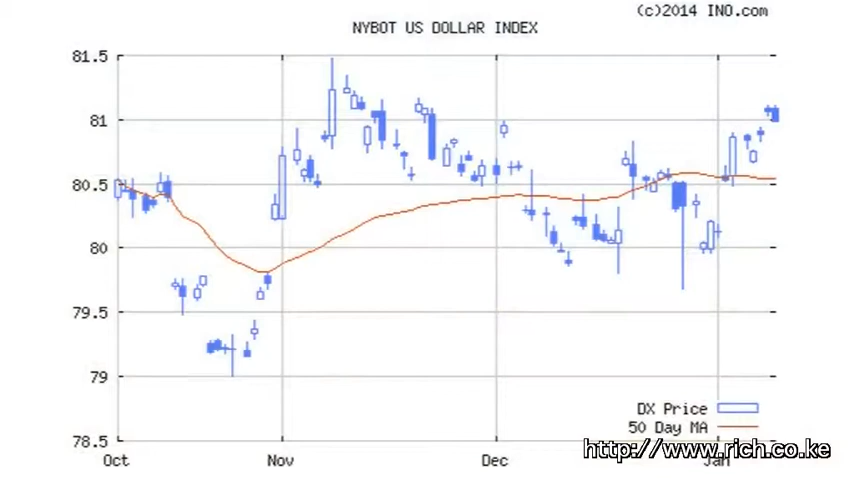 (c)2014 INO.com
NYBOT US DOLLAR INDEX
81.5
81
80.5
80
79.5
79
78.5
DX Price
50 Day MA
Oct Nov Dec Jan
http://www.rich.co.ke